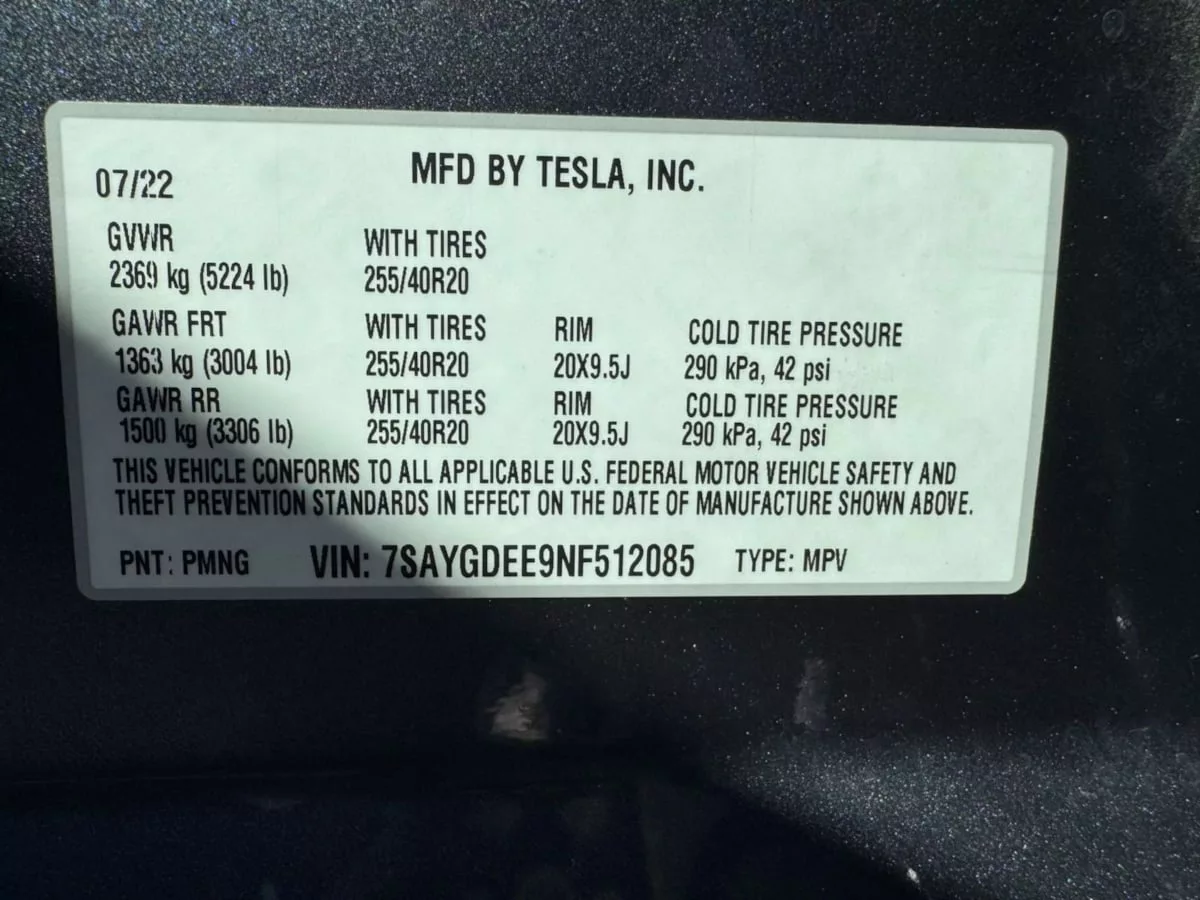 MFD BY TESLA, INC.
07/22
GVWR WITH TIRES
2369 kg (5224 lb) 255/40R20
GAWR FRT WITH TIRES RIM COLD TIRE PRESSURE
1363 kg (3004 lb) 255/40R20 20X9.5J 290 kPa, 42 psi
GAWR RR WITH TIRES RIM COLD TIRE PRESSURE
1500 kg (3306 lb) 255/40R20 20X9.5J 290 kPa, 42 psi
THIS VEHICLE CONFORMS TO ALL APPLICABLE U.S. FEDERAL MOTOR VEHICLE SAFETY AND
THEFT PREVENTION STANDARDS IN EFFECT ON THE DATE OF MANUFACTURE SHOWN ABOVE.
PNT: PMNG VIN: 7SAYGDEE9NF512085 TYPE: MPV